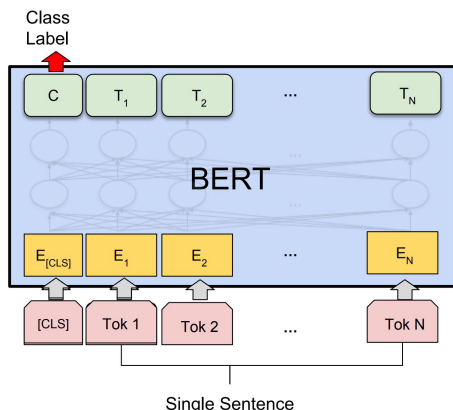 Class
Label
C T1 T2 ... TN
...
BERT
...
E[CLS] E1 E2 ... EN
[CLS] Tok 1 Tok 2 ... Tok N
Single Sentence